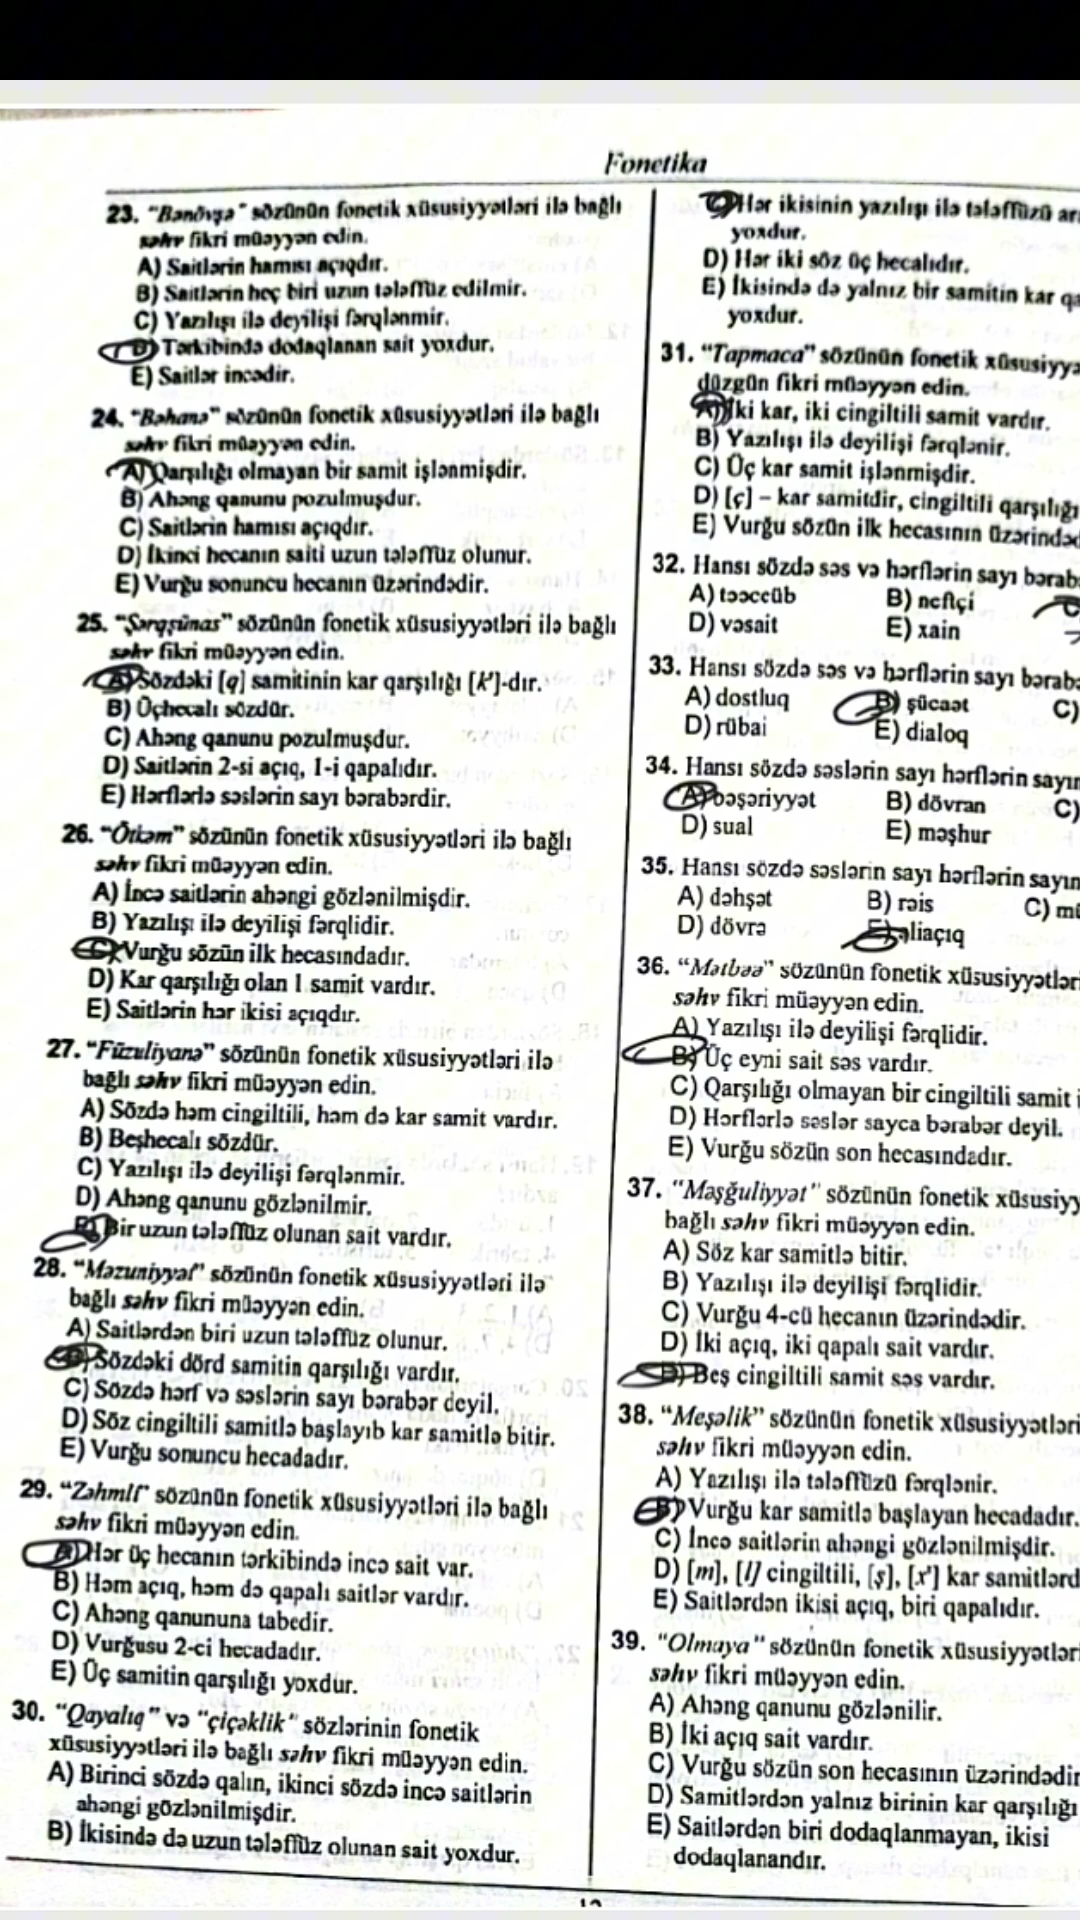 Fonetika
23. "Bənövşə" sözünün fonetik xüsusiyyətləri ilə bağlı
səhv fikri müəyyən edin.
A) Saitlərin hamısı açıqdır.
B) Saitlərin heç biri uzun tələffüz edilmir.
C) Yazılışı ilə deyilişi fərqlənmir.
D) Tərkibində dodaqlanan sait yoxdur.
E) Saitlər incədir.
24. "Bəhanə" sözünün fonetik xüsusiyyətləri ilə bağlı
səhv fikri müəyyən edin.
A) Qarşılığı olmayan bir samit işlənmişdir.
B) Ahəng qanunu pozulmuşdur.
C) Saitlərin hamısı açıqdır.
D) İkinci hecanın saiti uzun tələffüz olunur.
E) Vurğu sonuncu hecanın üzərindədir.
25. "Şərqşünas" sözünün fonetik xüsusiyyətləri ilə bağlı
səhv fikri müəyyən edin.
A) Sözdəki [q] samitinin kar qarşılığı [k']-dır.
B) Üçhecalı sözdür.
C) Ahəng qanunu pozulmuşdur.
D) Saitlərin 2-si açıq, 1-i qapalıdır.
E) Hərflərlə səslərin sayı bərabərdir.
26. "Ötkəm" sözünün fonetik xüsusiyyətləri ilə bağlı
səhv fikri müəyyən edin.
A) İncə saitlərin ahəngi gözlənilmişdir.
B) Yazılışı ilə deyilişi fərqlidir.
C) Vurğu sözün ilk hecasındadır.
D) Kar qarşılığı olan 1 samit vardır.
E) Saitlərin hər ikisi açıqdır.
27. "Füzuliyanə" sözünün fonetik xüsusiyyətləri ilə
bağlı səhv fikri müəyyən edin.
A) Sözdə həm cingiltili, həm də kar samit vardır.
B) Beşhecalı sözdür.
C) Yazılışı ilə deyilişi fərqlənmir.
D) Ahəng qanunu gözlənilmir.
E) Bir uzun tələffüz olunan sait vardır.
28. "Məzuniyyət" sözünün fonetik xüsusiyyətləri ilə
bağlı səhv fikri müəyyən edin.
A) Saitlərdən biri uzun tələffüz olunur.
B) Sözdəki dörd samitin qarşılığı vardır.
C) Sözdə hərf və səslərin sayı bərabər deyil.
D) Söz cingiltili samitlə başlayıb kar samitlə bitir.
E) Vurğu sonuncu hecadadır.
29. "Zəhmli" sözünün fonetik xüsusiyyətləri ilə bağlı
səhv fikri müəyyən edin.
A) Hər üç hecanın tərkibində incə sait var.
B) Həm açıq, həm də qapalı saitlər vardır.
C) Ahəng qanununa tabedir.
D) Vurğusu 2-ci hecadadır.
E) Üç samitin qarşılığı yoxdur.
30. "Qayalıq" və "çiçəklik" sözlərinin fonetik
xüsusiyyətləri ilə bağlı səhv fikri müəyyən edin.
A) Birinci sözdə qalın, ikinci sözdə incə saitlərin
ahəngi gözlənilmişdir.
B) İkisində də uzun tələffüz olunan sait yoxdur.
C) Hər ikisinin yazılışı ilə tələffüzü ar
yoxdur.
D) Hər iki söz üç hecalıdır.
E) İkisində də yalnız bir samitin kar qa
yoxdur.
31. "Tapmaca" sözünün fonetik xüsusiyyə
düzgün fikri müəyyən edin.
A) İki kar, iki cingiltili samit vardır.
B) Yazılışı ilə deyilişi fərqlənir.
C) Üç kar samit işlənmişdir.
D) [ç] – kar samitdir, cingiltili qarşılığı
E) Vurğu sözün ilk hecasının üzərindəd
32. Hansı sözdə səs və hərflərin sayı bərab
A) təəccüb B) neftçi C
D) vəsait E) xain
33. Hansı sözdə səs və hərflərin sayı bərabə
A) dostluq B) şücaət C)
D) rübai E) dialoq
34. Hansı sözdə səslərin sayı hərflərin sayın
A) bəşəriyyət B) dövran C)
D) sual E) məşhur
35. Hansı sözdə səslərin sayı hərflərin sayın
A) dəhşət B) rəis C) mü
D) dövrə E) əliaçıq
36. "Mətbəə" sözünün fonetik xüsusiyyətləri
səhv fikri müəyyən edin.
A) Yazılışı ilə deyilişi fərqlidir.
B) Üç eyni sait səs vardır.
C) Qarşılığı olmayan bir cingiltili samit i
D) Hərflərlə səslər sayca bərabər deyil.
E) Vurğu sözün son hecasındadır.
37. "Məşğuliyyət" sözünün fonetik xüsusiyy
bağlı səhv fikri müəyyən edin.
A) Söz kar samitlə bitir.
B) Yazılışı ilə deyilişi fərqlidir.
C) Vurğu 4-cü hecanın üzərindədir.
D) İki açıq, iki qapalı sait vardır.
E) Beş cingiltili samit səs vardır.
38. "Meşəlik" sözünün fonetik xüsusiyyətləri
səhv fikri müəyyən edin.
A) Yazılışı ilə tələffüzü fərqlənir.
B) Vurğu kar samitlə başlayan hecadadır.
C) İncə saitlərin ahəngi gözlənilmişdir.
D) [m], [l] cingiltili, [ş], [x'] kar samitlərd
E) Saitlərdən ikisi açıq, biri qapalıdır.
39. "Olmaya" sözünün fonetik xüsusiyyətləri
səhv fikri müəyyən edin.
A) Ahəng qanunu gözlənilir.
B) İki açıq sait vardır.
C) Vurğu sözün son hecasının üzərindədir
D) Samitlərdən yalnız birinin kar qarşılığı
E) Saitlərdən biri dodaqlanmayan, ikisi
dodaqlanandır.